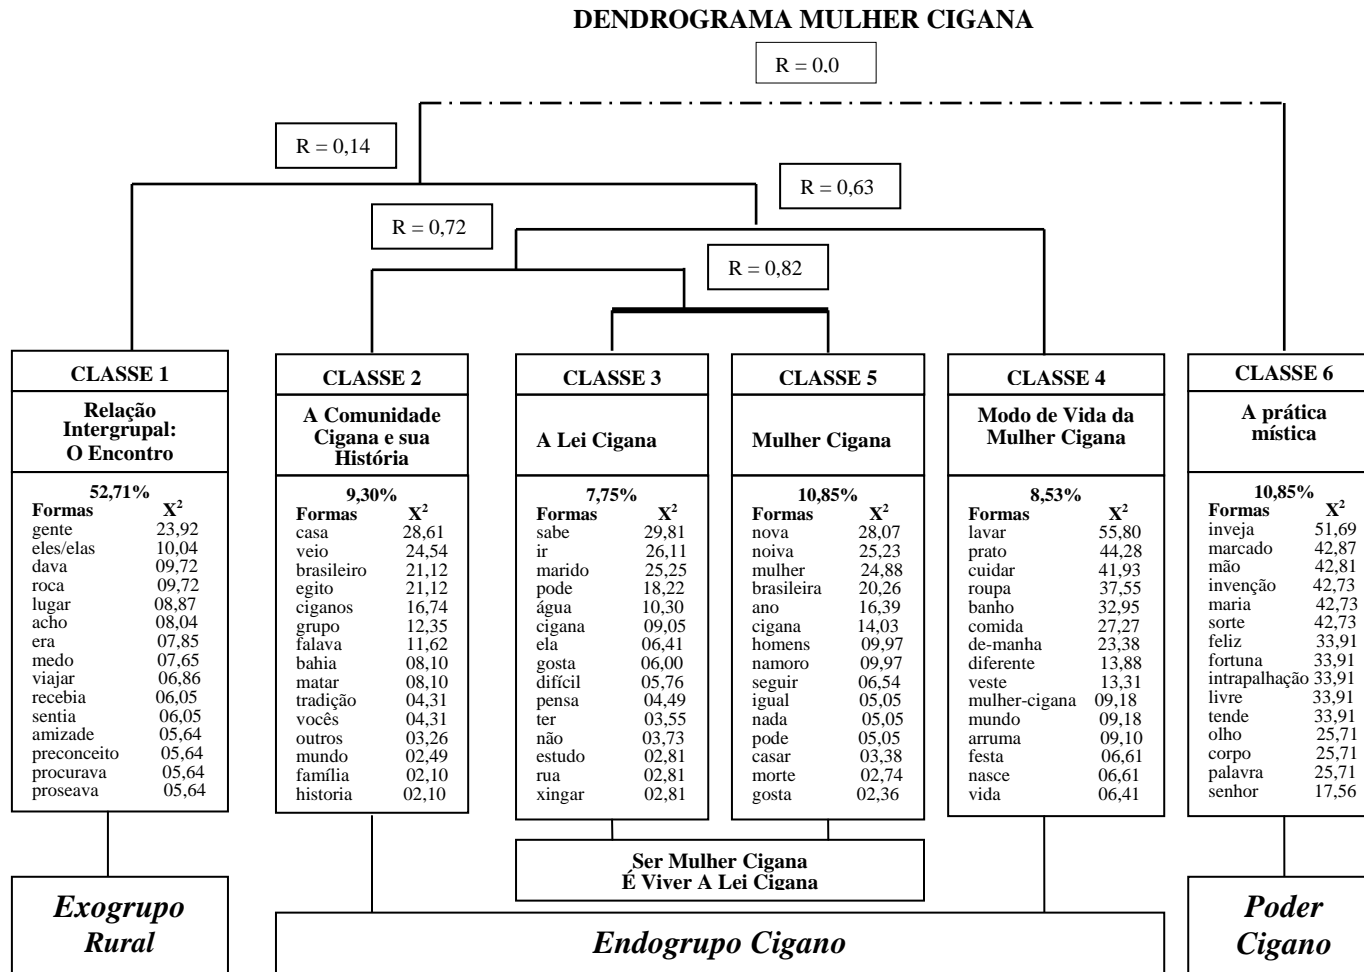 DENDROGRAMA MULHER CIGANA
R = 0,0
R = 0,14
R = 0,63
R = 0,72
R = 0,82
CLASSE 1
Relação
Intergrupal:
O Encontro
52,71%
Formas X²
gente 23,92
eles/elas 10,04
dava 09,72
roca 09,72
lugar 08,87
acho 08,04
era 07,85
medo 07,65
viajar 06,86
recebia 06,05
sentia 06,05
amizade 05,64
preconceito 05,64
procurava 05,64
proseava 05,64
CLASSE 2
A Comunidade
Cigana e sua
História
9,30%
Formas X²
casa 28,61
veio 24,54
brasileiro 21,12
egito 21,12
ciganos 16,74
grupo 12,35
falava 11,62
bahia 08,10
matar 08,10
tradição 04,31
vocês 04,31
outros 03,26
mundo 02,49
família 02,10
historia 02,10
CLASSE 3
A Lei Cigana
7,75%
Formas X²
sabe 29,81
ir 26,11
marido 25,25
pode 18,22
água 10,30
cigana 09,05
ela 06,41
gosta 06,00
difícil 05,76
pensa 04,49
ter 03,55
não 03,73
estudo 02,81
rua 02,81
xingar 02,81
CLASSE 5
Mulher Cigana
10,85%
Formas X²
nova 28,07
noiva 25,23
mulher 24,88
brasileira 20,26
ano 16,39
cigana 14,03
homens 09,97
namoro 09,97
seguir 06,54
igual 05,05
nada 05,05
pode 05,05
casar 03,38
morte 02,74
gosta 02,36
CLASSE 4
Modo de Vida da
Mulher Cigana
8,53%
Formas X²
lavar 55,80
prato 44,28
cuidar 41,93
roupa 37,55
banho 32,95
comida 27,27
de-manha 23,38
diferente 13,88
veste 13,31
mulher-cigana 09,18
mundo 09,18
arruma 09,10
festa 06,61
nasce 06,61
vida 06,41
CLASSE 6
A prática
mística
10,85%
Formas X²
inveja 51,69
marcado 42,87
mão 42,81
invenção 42,73
maria 42,73
sorte 42,73
feliz 33,91
fortuna 33,91
intrapalhação 33,91
livre 33,91
tende 33,91
olho 25,71
corpo 25,71
palavra 25,71
senhor 17,56
Ser Mulher Cigana
É Viver A Lei Cigana
Exogrupo
Rural
Endogrupo Cigano
Poder
Cigano